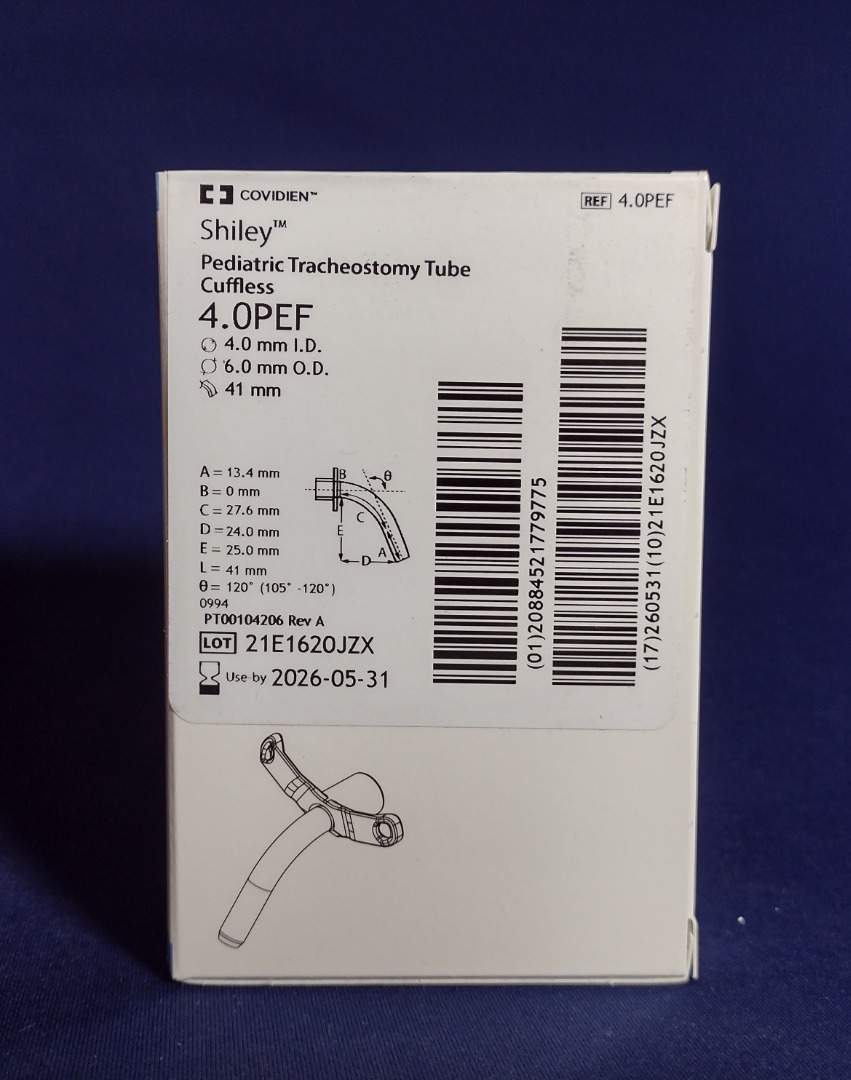 COVIDIEN™
REF 4.0PEF
Shiley™
Pediatric Tracheostomy Tube
Cuffless
4.0PEF
4.0 mm I.D.
6.0 mm O.D.
41 mm
A = 13.4 mm
B = 0 mm
C = 27.6 mm
D = 24.0 mm
E = 25.0 mm
L = 41 mm
θ = 120° (105° -120°)
0994
PT00104206 Rev A
LOT 21E1620JZX
Use by 2026-05-31
B
θ
C
E
A
D
(01)20884521779775
(17)260531(10)21E1620JZX